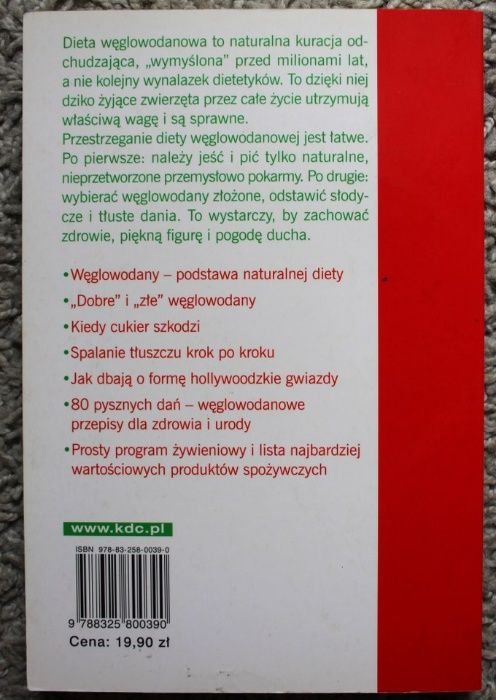 Dieta węglowodanowa to naturalna kuracja od-
chudzająca, „wymyślona” przed milionami lat,
a nie kolejny wynalazek dietetyków. To dzięki niej
dziko żyjące zwierzęta przez całe życie utrzymują
właściwą wagę i są sprawne.
Przestrzeganie diety węglowodanowej jest łatwe.
Po pierwsze: należy jeść i pić tylko naturalne,
nieprzetworzone przemysłowo pokarmy. Po drugie:
wybierać węglowodany złożone, odstawić słody-
cze i tłuste dania. To wystarczy, by zachować
zdrowie, piękną figurę i pogodę ducha.
• Węglowodany – podstawa naturalnej diety
• „Dobre” i „złe” węglowodany
• Kiedy cukier szkodzi
• Spalanie tłuszczu krok po kroku
• Jak dbają o formę hollywoodzkie gwiazdy
• 80 pysznych dań – węglowodanowe
przepisy dla zdrowia i urody
• Prosty program żywieniowy i lista najbardziej
wartościowych produktów spożywczych
www.kdc.pl
ISBN 978-83-258-0039-0
9 788325 800390
Cena: 19,90 zł